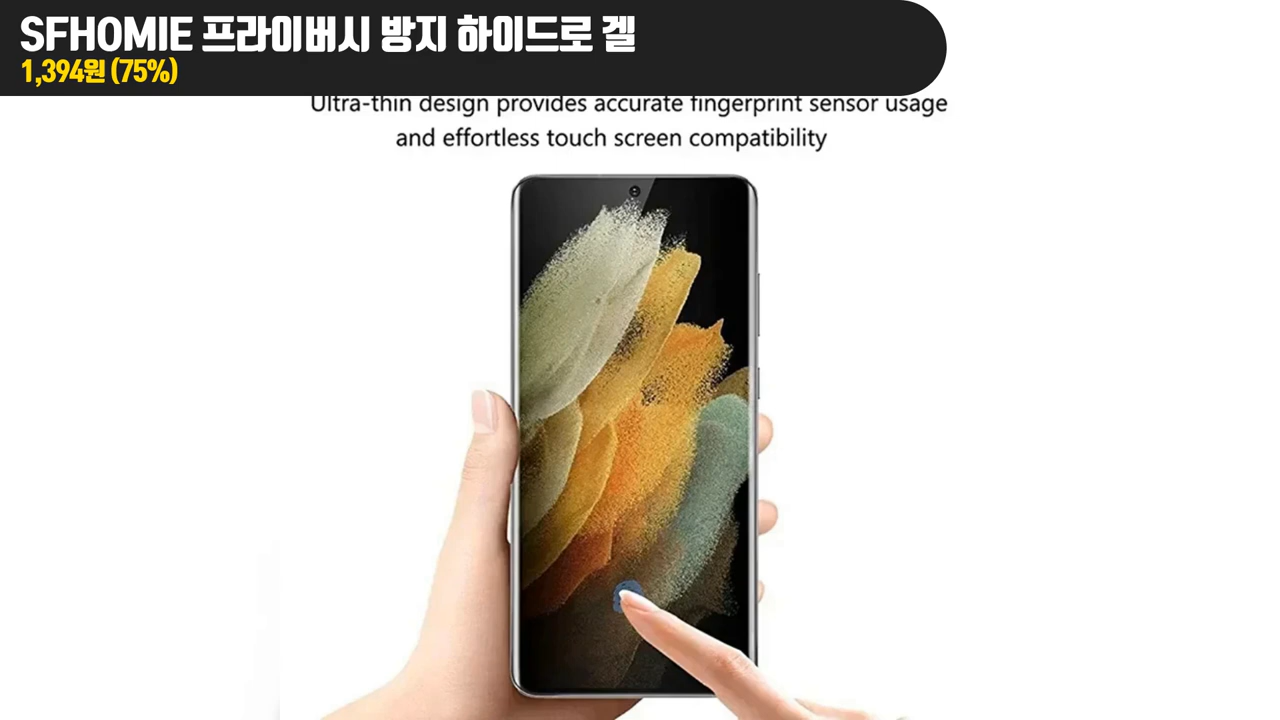 SFHOMIE 프라이버시 방지 하이드로 겔
1,394원 (75%)
Ultra-thin design provides accurate fingerprint sensor usage
and effortless touch screen compatibility